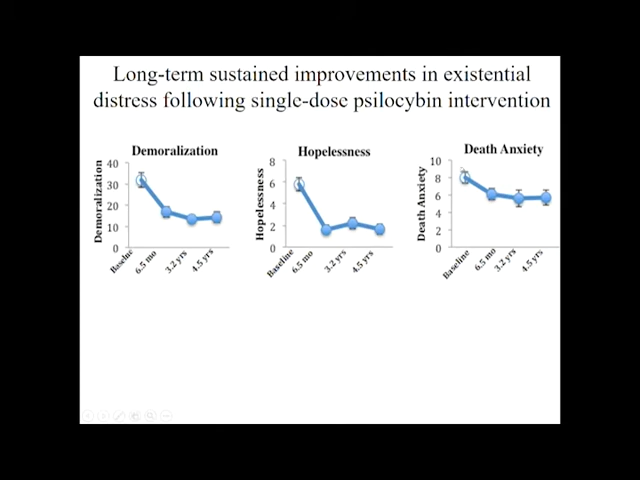 Long-term sustained improvements in existential
distress following single-dose psilocybin intervention
Demoralization
Demoralization
40
30
20
10
0
Baseline
6.5 mo
3.2 yrs
4.5 yrs
Hopelessness
Hopelessness
8
6
4
2
0
Baseline
6.5 mo
3.2 yrs
4.5 yrs
Death Anxiety
Death Anxiety
10
8
6
4
2
0
Baseline
6.5 mo
3.2 yrs
4.5 yrs